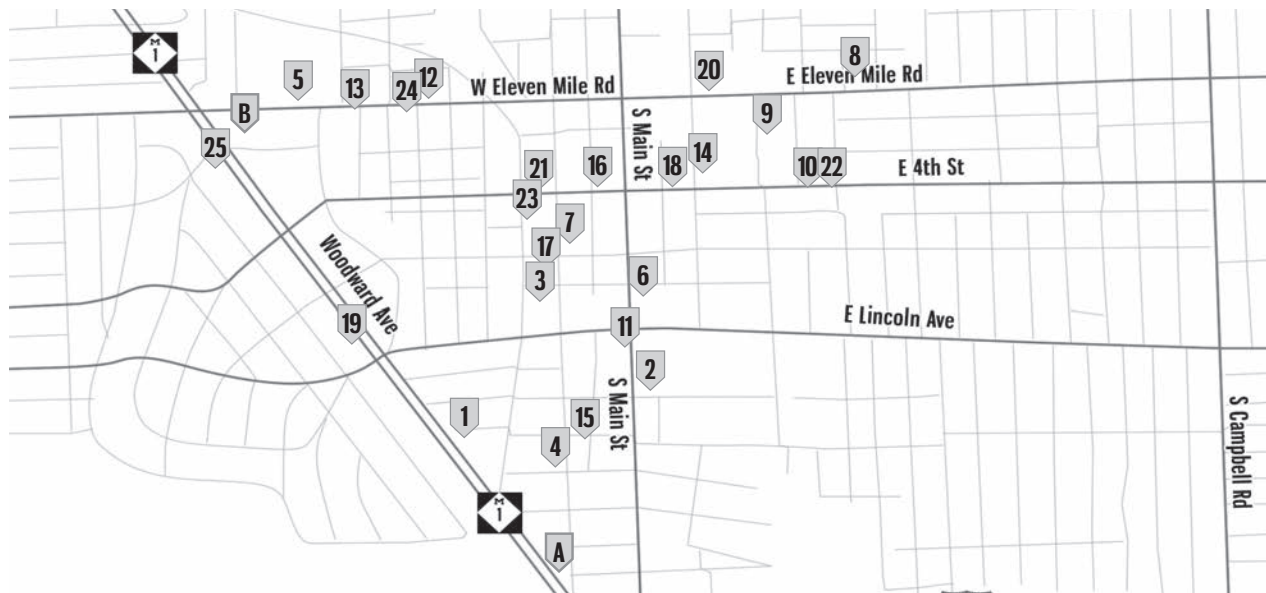 M
1
8
20
E Eleven Mile Rd
5
12
13
24
W Eleven Mile Rd
B
9
25
S Main St
14
21
16
18
10
22
E 4th St
23
7
17
Woodward Ave
3
6
19
11
E Lincoln Ave
2
S Main St
1
15
4
S Campbell Rd
M
1
A